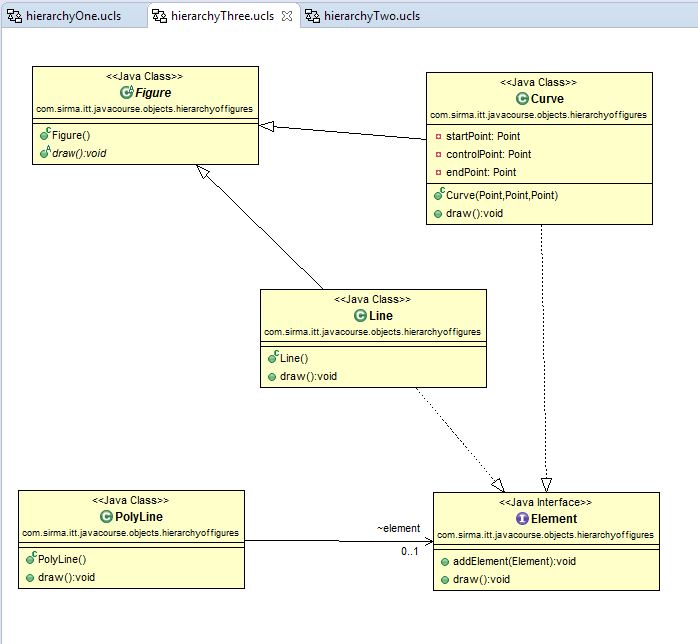 hierarchyOne.ucls
hierarchyThree.ucls
hierarchyTwo.ucls
<<Java Class>>
Figure
com.sirma.itt.javacourse.objects.hierarchyoffigures
Figure()
draw():void
<<Java Class>>
Curve
com.sirma.itt.javacourse.objects.hierarchyoffigures
startPoint: Point
controlPoint: Point
endPoint: Point
Curve(Point,Point,Point)
draw():void
<<Java Class>>
Line
com.sirma.itt.javacourse.objects.hierarchyoffigures
Line()
draw():void
<<Java Class>>
PolyLine
com.sirma.itt.javacourse.objects.hierarchyoffigures
PolyLine()
draw():void
~element
0..1
<<Java Interface>>
Element
com.sirma.itt.javacourse.objects.hierarchyoffigures
addElement(Element):void
draw():void